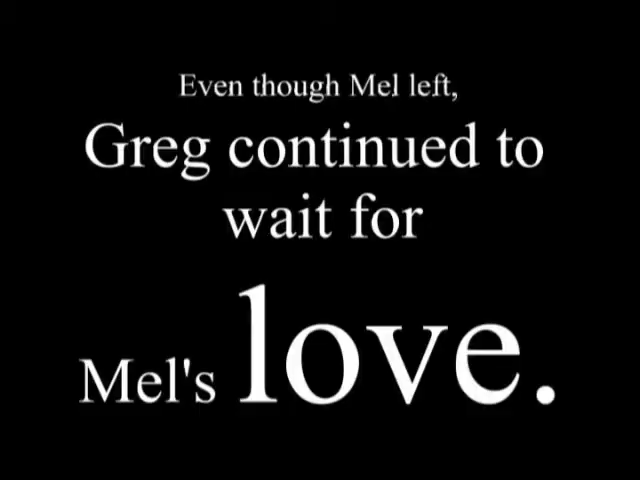 Even though Mel left,
Greg continued to
wait for
Mel's love.